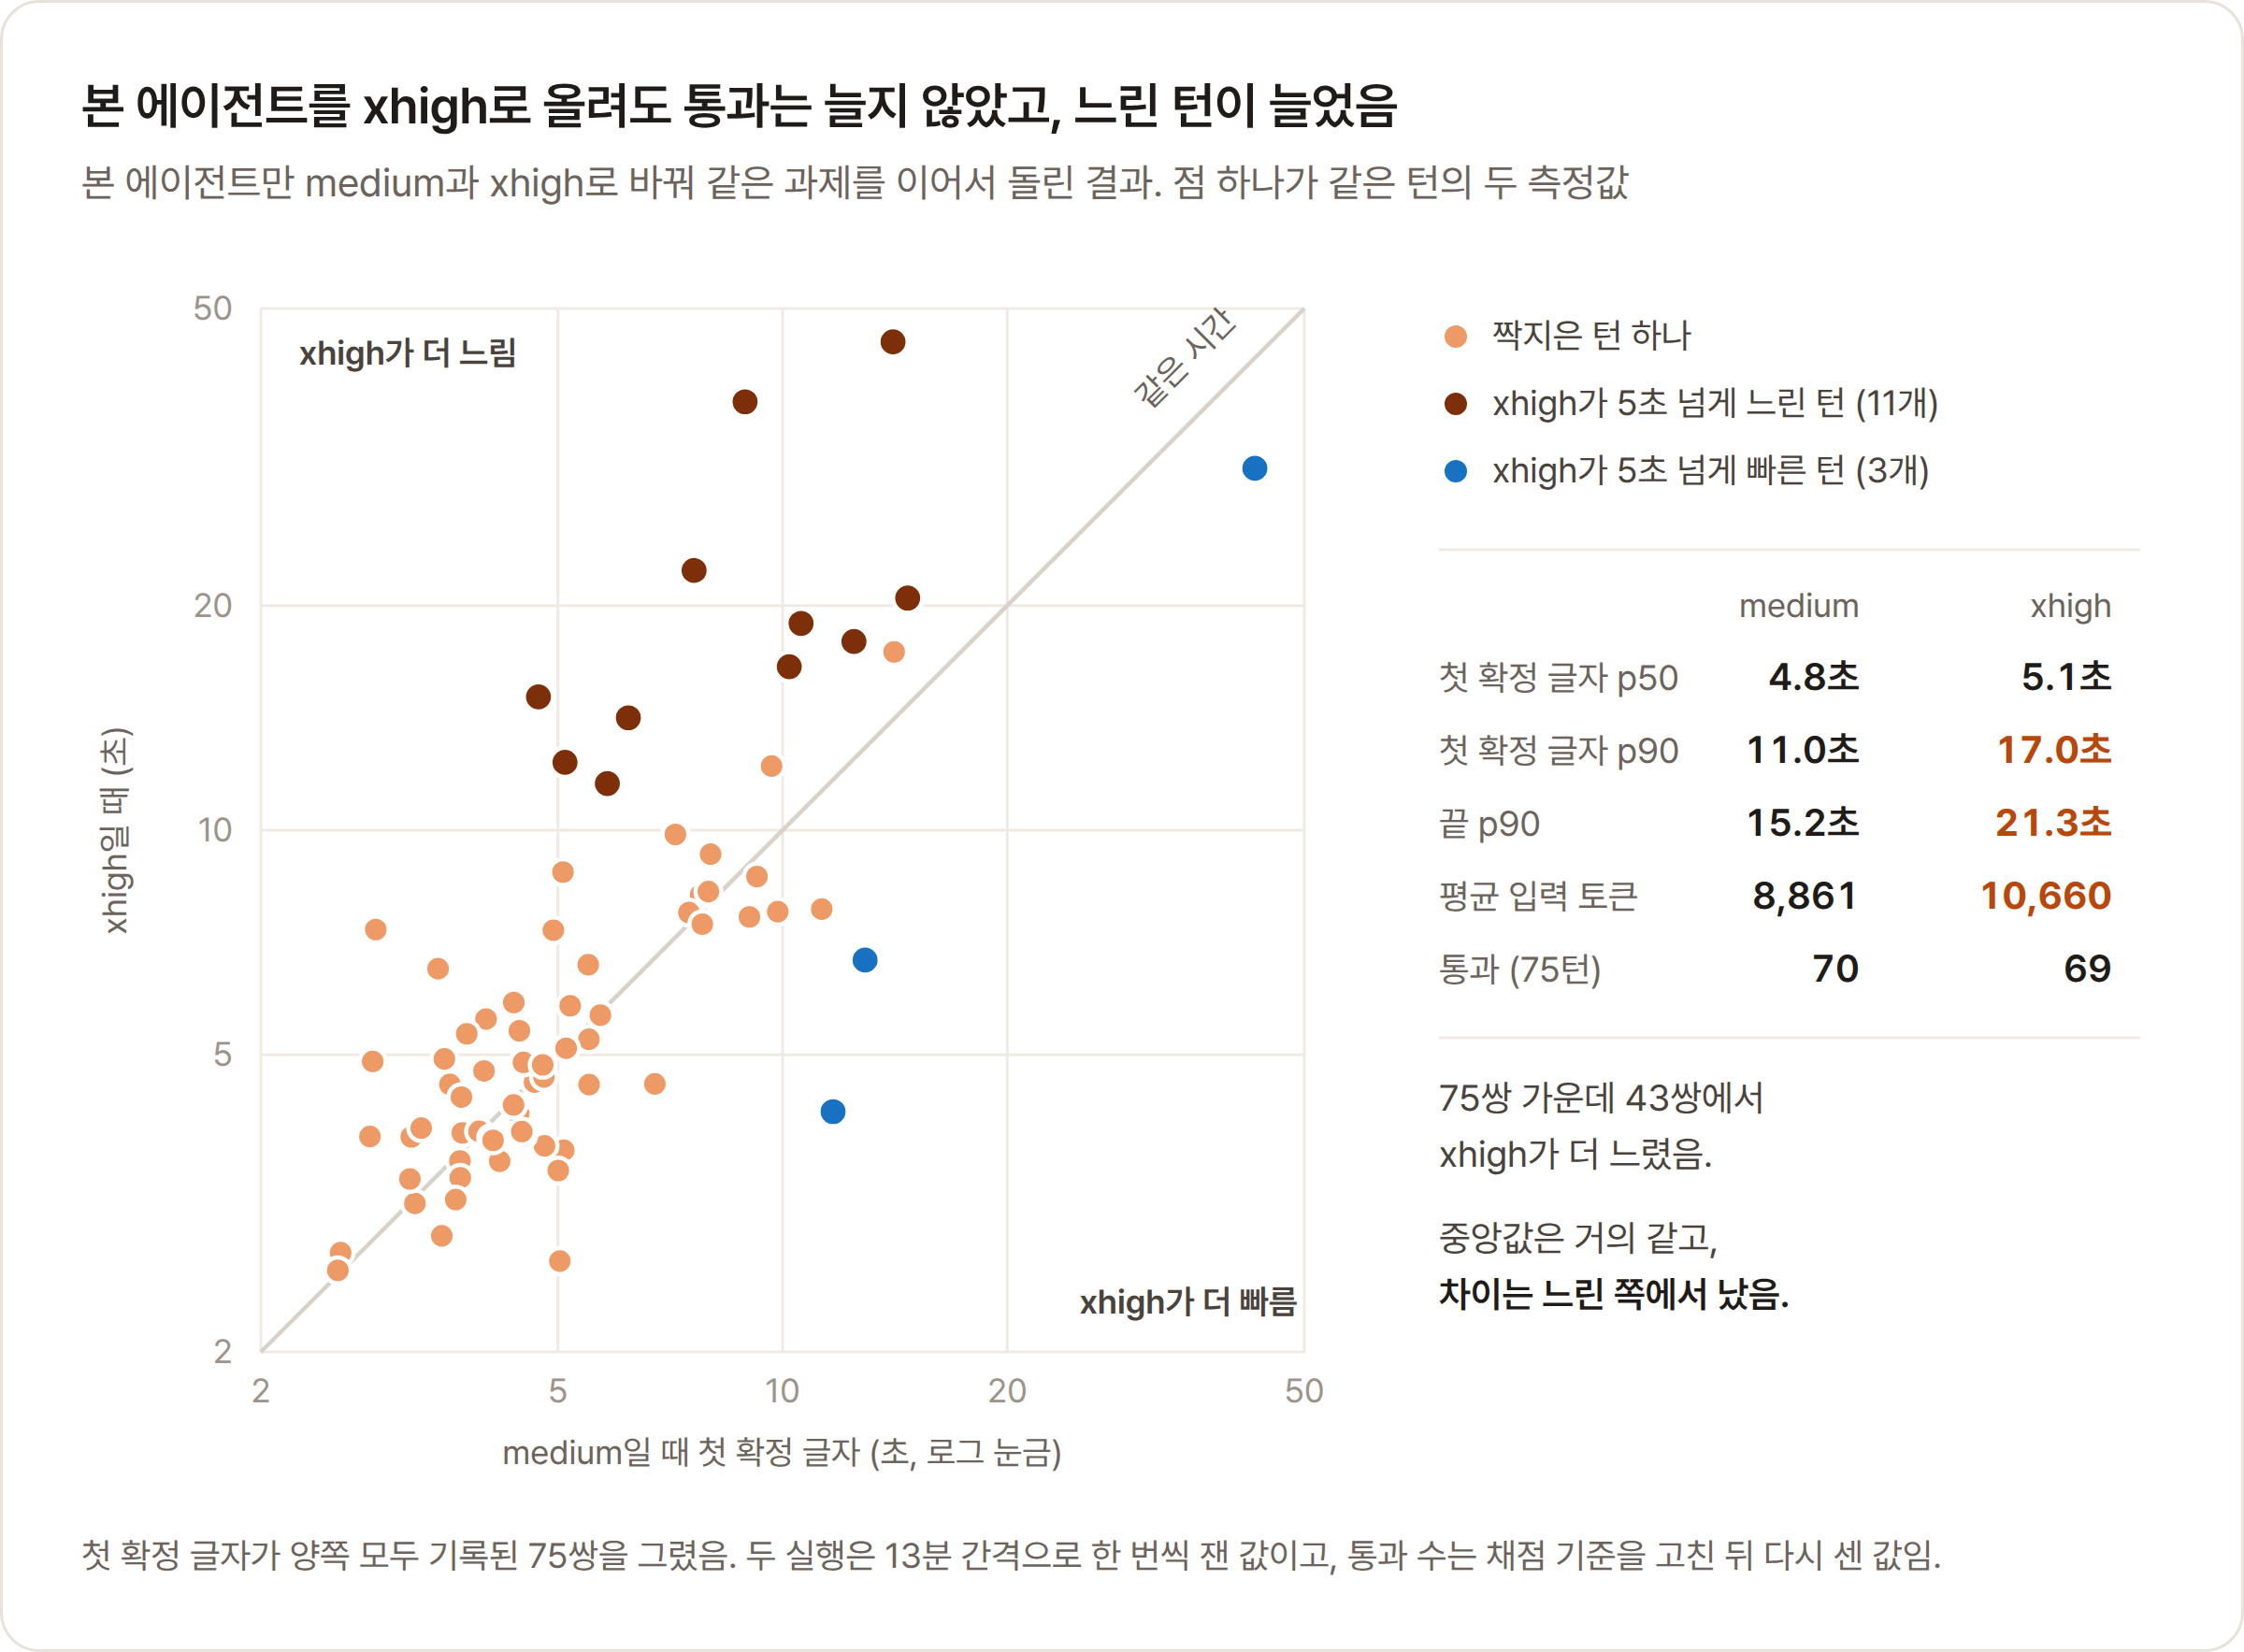 본 에이전트를 xhigh로 올려도 통과는 늘지 않았고, 느린 턴이 늘었음
본 에이전트만 medium과 xhigh로 바꿔 같은 과제를 이어서 돌린 결과. 점 하나가 같은 턴의 두 측정값
50
20
10
5
2
xhigh일 때 (초)
xhigh가 더 느림
같은 시간
xhigh가 더 빠름
2 5 10 20 50
medium일 때 첫 확정 글자 (초, 로그 눈금)
짝지은 턴 하나
xhigh가 5초 넘게 느린 턴 (11개)
xhigh가 5초 넘게 빠른 턴 (3개)
medium xhigh
첫 확정 글자 p50 4.8초 5.1초
첫 확정 글자 p90 11.0초 17.0초
끝 p90 15.2초 21.3초
평균 입력 토큰 8,861 10,660
통과 (75턴) 70 69
75쌍 가운데 43쌍에서
xhigh가 더 느렸음.
중앙값은 거의 같고,
차이는 느린 쪽에서 났음.
첫 확정 글자가 양쪽 모두 기록된 75쌍을 그렸음. 두 실행은 13분 간격으로 한 번씩 잰 값이고, 통과 수는 채점 기준을 고친 뒤 다시 센 값임.